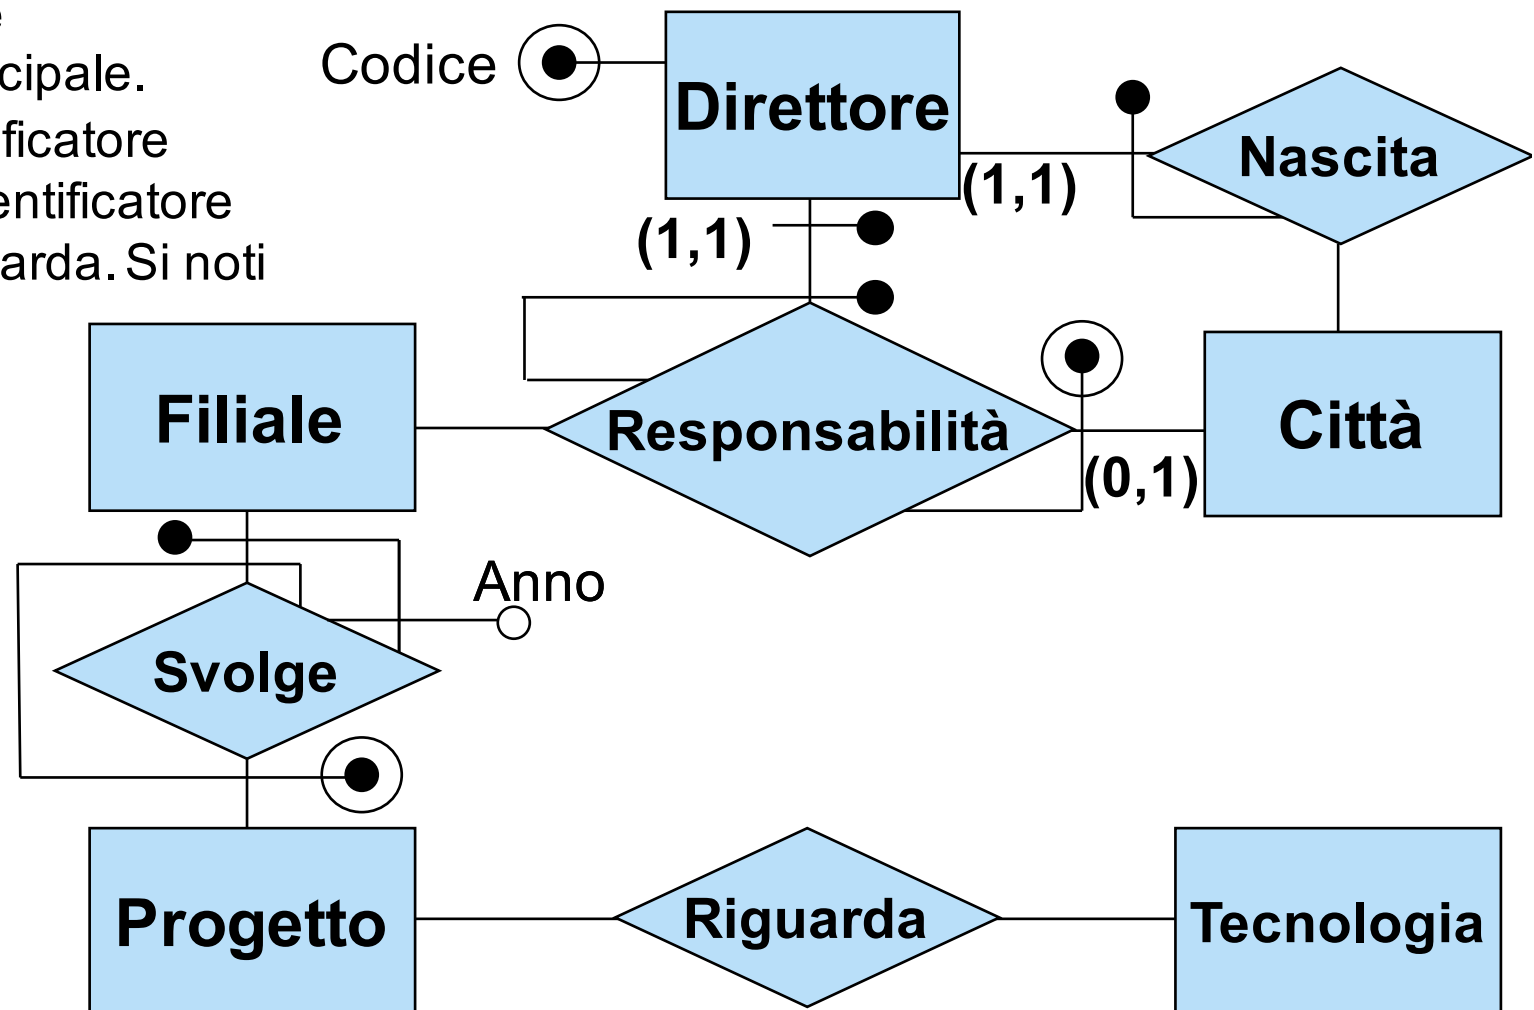 e
cipale.
ificatore
entificatore
arda. Si noti
Codice
Direttore
Nascita
(1,1)
(1,1)
Filiale
Responsabilità
Città
(0,1)
Anno
Svolge
Progetto
Riguarda
Tecnologia